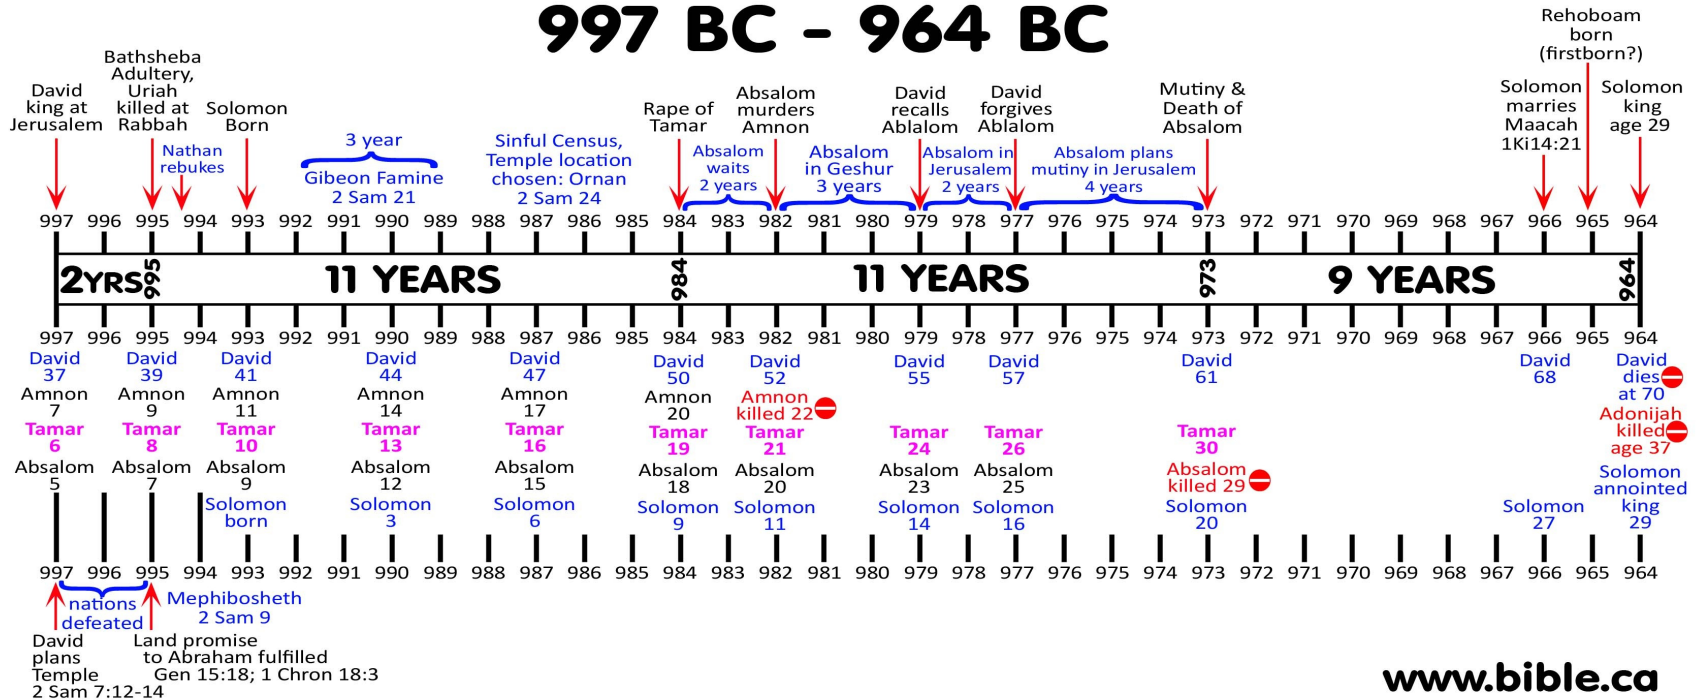 997 BC – 964 BC
David
king at
Jerusalem
Bathsheba
Adultery,
Uriah
killed at
Rabbah
Nathan
rebukes
Solomon
Born
3 year
Gibeon Famine
2 Sam 21
Sinful Census,
Temple location
chosen: Ornan
2 Sam 24
Rape of
Tamar
Absalom
waits
2 years
Absalom
murders
Amnon
Absalom
in Geshur
3 years
David
recalls
Ablalom
Absalom in
Jerusalem
2 years
David
forgives
Ablalom
Absalom plans
mutiny in Jerusalem
4 years
Mutiny &
Death of
Absalom
Solomon
marries
Maacah
1Ki14:21
Rehoboam
born
(firstborn?)
Solomon
king
age 29
997 996 995 994 993 992 991 990 989 988 987 986 985 984 983 982 981 980 979 978 977 976 975 974 973 972 971 970 969 968 967 966 965 964
2YRS 995 11 YEARS 984 11 YEARS 973 9 YEARS 964
997 996 995 994 993 992 991 990 989 988 987 986 985 984 983 982 981 980 979 978 977 976 975 974 973 972 971 970 969 968 967 966 965 964
David
37
Amnon
7
Tamar
6
Absalom
5
David
39
Amnon
9
Tamar
8
Absalom
7
David
41
Amnon
11
Tamar
10
Absalom
9
Solomon
born
David
44
Amnon
14
Tamar
13
Absalom
12
Solomon
3
David
47
Amnon
17
Tamar
16
Absalom
15
Solomon
6
David
50
Amnon
20
Tamar
19
Absalom
18
Solomon
9
David
52
Amnon
killed 22
Tamar
21
Absalom
20
Solomon
11
David
55
Tamar
24
Absalom
23
Solomon
14
David
57
Tamar
26
Absalom
25
Solomon
16
David
61
Tamar
30
Absalom
killed 29
Solomon
20
David
68
Solomon
27
David
dies
at 70
Adonijah
killed
age 37
Solomon
annointed
king
29
997 996 995 994 993 992 991 990 989 988 987 986 985 984 983 982 981 980 979 978 977 976 975 974 973 972 971 970 969 968 967 966 965 964
nations
defeated
Mephibosheth
2 Sam 9
David
plans
Temple
2 Sam 7:12-14
Land promise
to Abraham fulfilled
Gen 15:18; 1 Chron 18:3
www.bible.ca